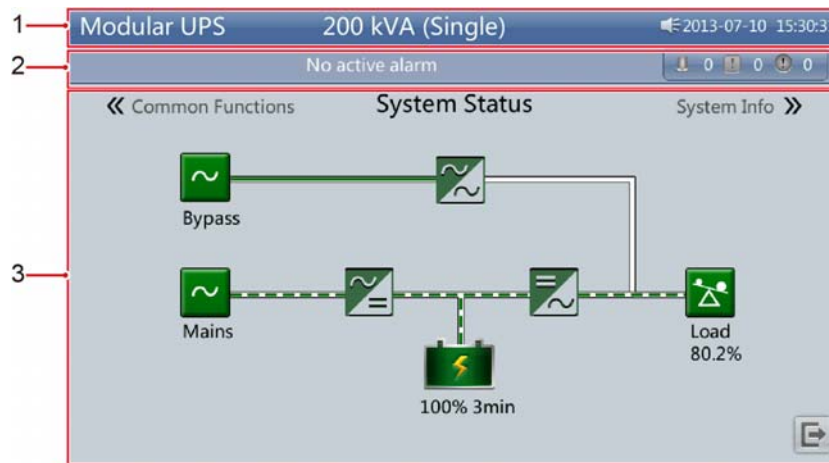 1
Modular UPS 200 kVA (Single) 2013-07-10 15:30:3
2
No active alarm 0 0 0
3
« Common Functions System Status System Info »
Bypass
Mains
Load
80.2%
100% 3min